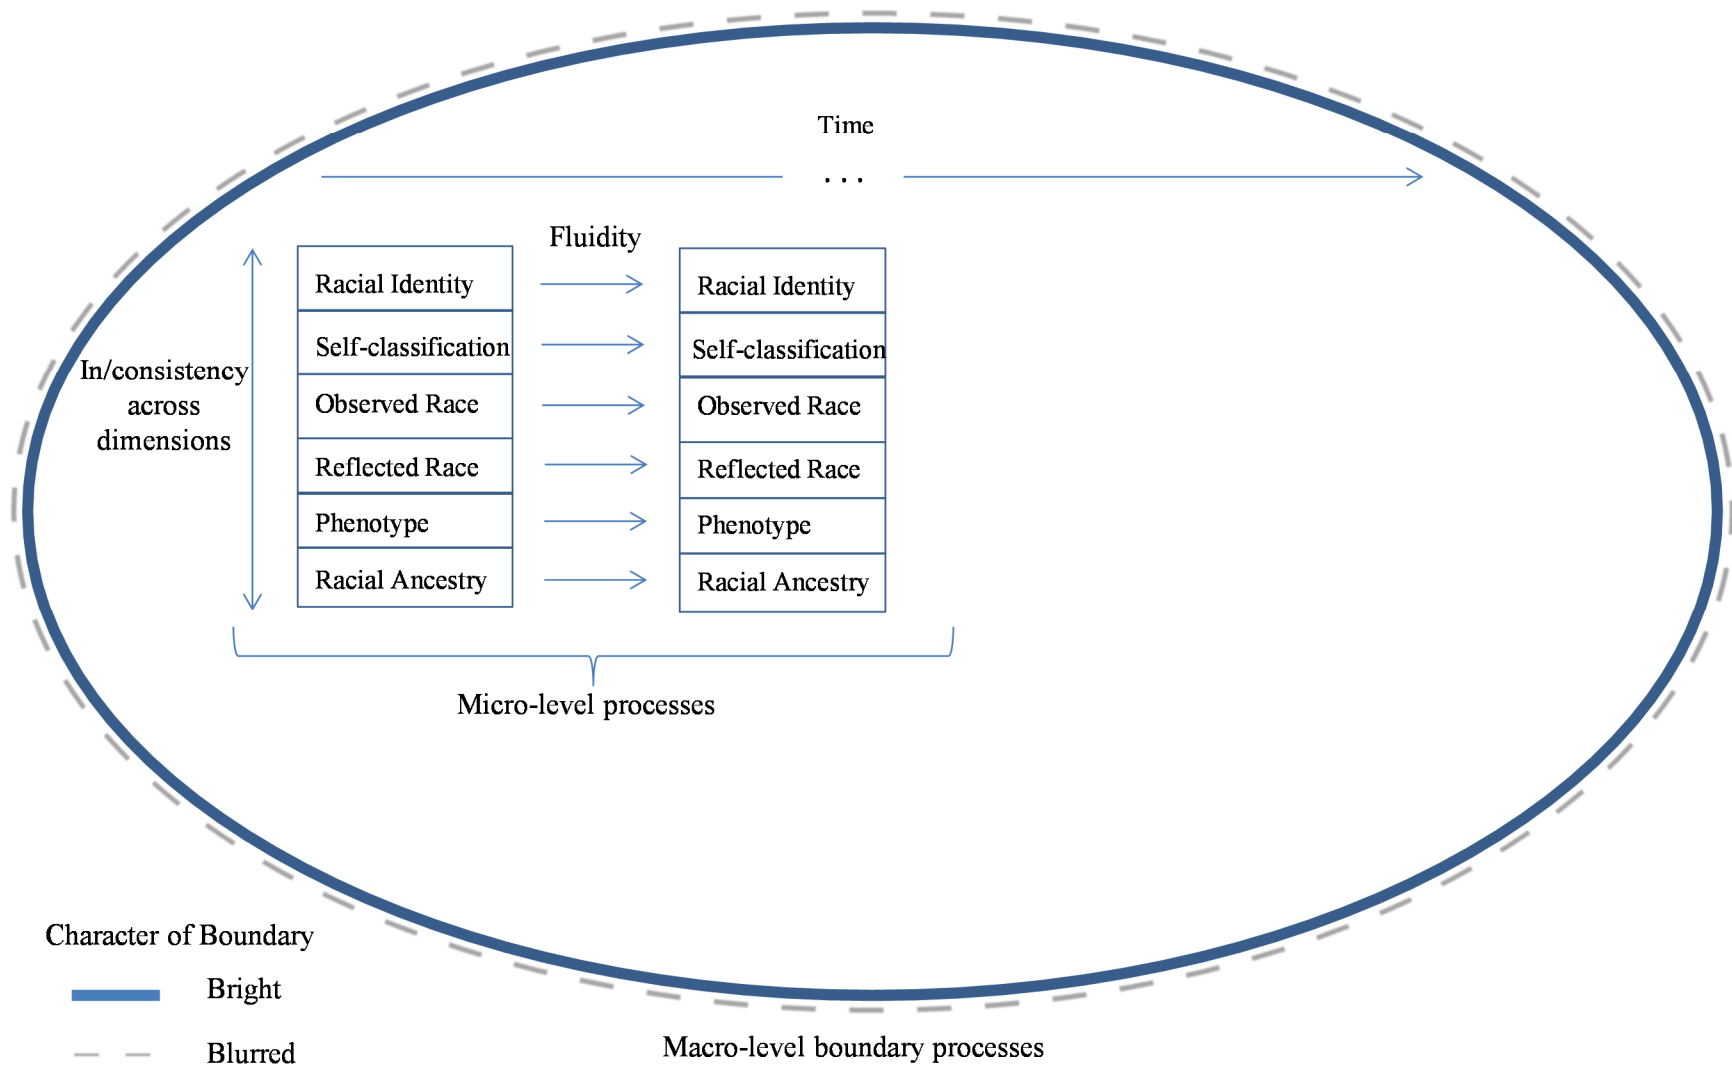 Time
. . .
Fluidity
Racial Identity
Self-classification
Observed Race
Reflected Race
Phenotype
Racial Ancestry
Racial Identity
Self-classification
Observed Race
Reflected Race
Phenotype
Racial Ancestry
In/consistency
across
dimensions
Micro-level processes
Character of Boundary
Bright
Blurred
Macro-level boundary processes